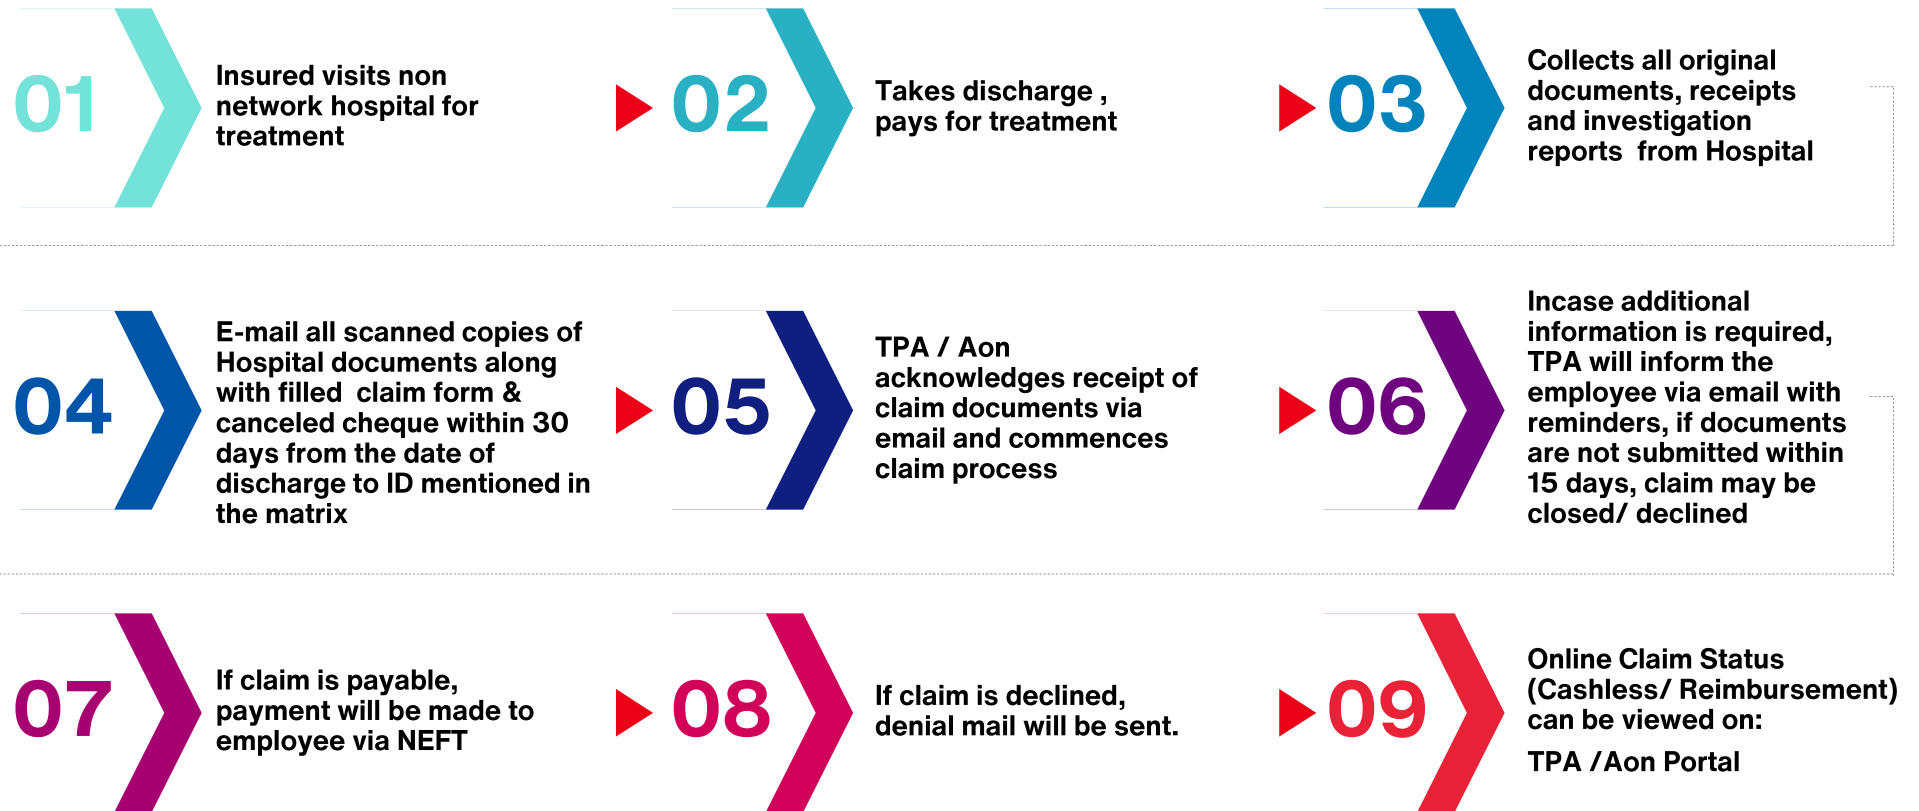 01
Insured visits non
network hospital for
treatment
02
Takes discharge ,
pays for treatment
03
Collects all original
documents, receipts
and investigation
reports  from Hospital
04
E-mail all scanned copies of
Hospital documents along
with filled  claim form &
canceled cheque within 30
days from the date of
discharge to ID mentioned in
the matrix
05
TPA / Aon
acknowledges receipt of
claim documents via
email and commences
claim process
06
Incase additional
information is required,
TPA will inform the
employee via email with
reminders, if documents
are not submitted within
15 days, claim may be
closed/ declined
07
If claim is payable,
payment will be made to
employee via NEFT
08
If claim is declined,
denial mail will be sent.
09
Online Claim Status
(Cashless/ Reimbursement)
can be viewed on:
TPA /Aon Portal